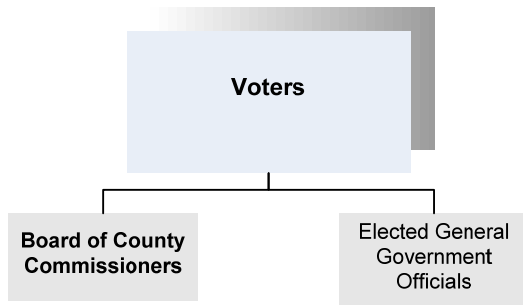 Voters
Board of County
Commissioners
Elected General
Government
Officials